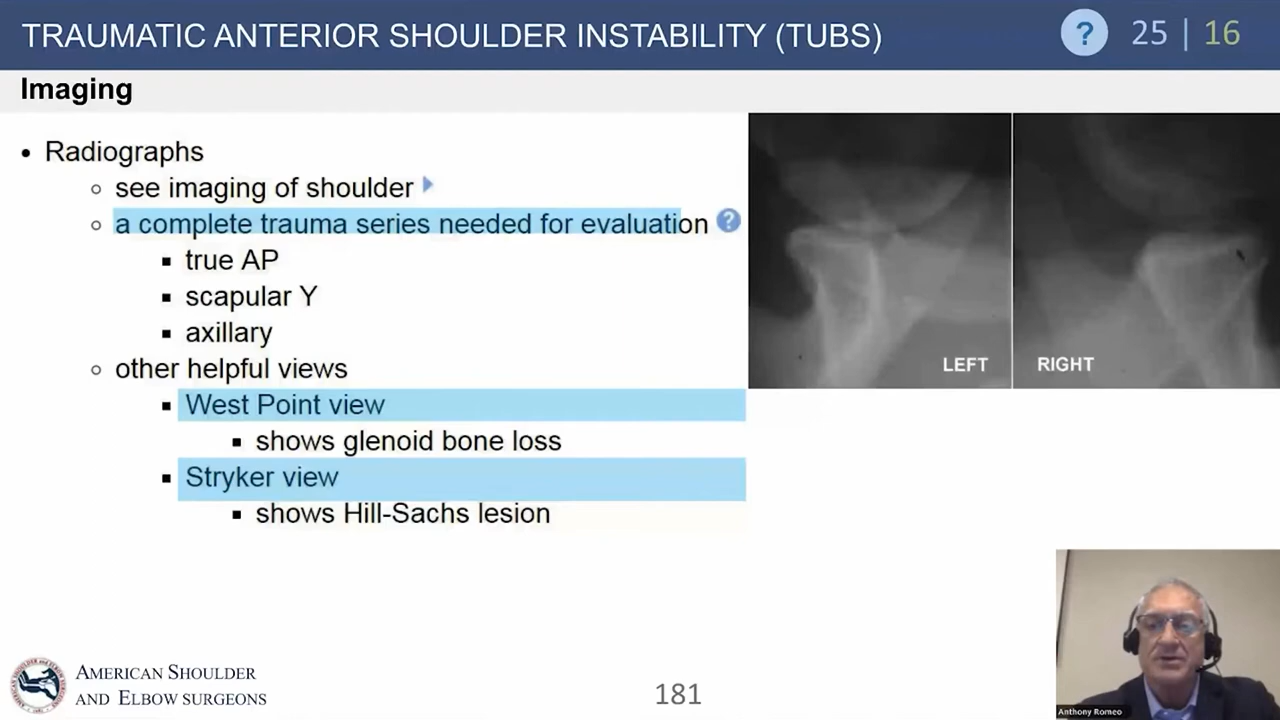 TRAUMATIC ANTERIOR SHOULDER INSTABILITY (TUBS)
? 25 | 16
Imaging
• Radiographs
○ see imaging of shoulder
○ a complete trauma series needed for evaluation ?
▪ true AP
▪ scapular Y
▪ axillary
○ other helpful views
▪ West Point view
▪ shows glenoid bone loss
▪ Stryker view
▪ shows Hill-Sachs lesion
LEFT
RIGHT
AMERICAN SHOULDER
AND ELBOW SURGEONS
181
Anthony Romeo